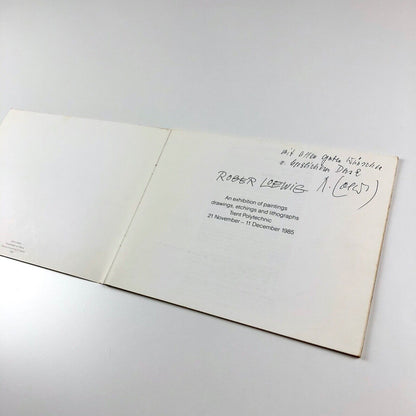 mit allen guten Wünschen
u. herzlichem Dank
ROGER LOEWIG
An exhibition of paintings
drawings, etchings and lithographs
Trent Polytechnic
21 November – 11 December 1985